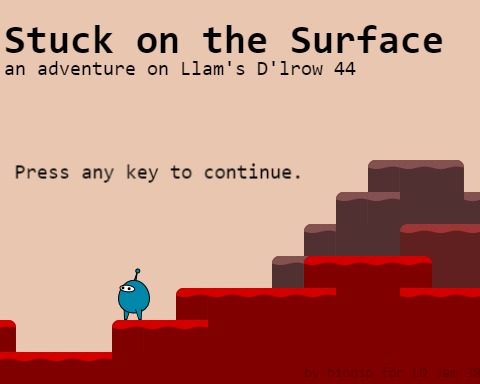 Stuck on the Surface
an adventure on Llam's D'lrow 44
Press any key to continue.